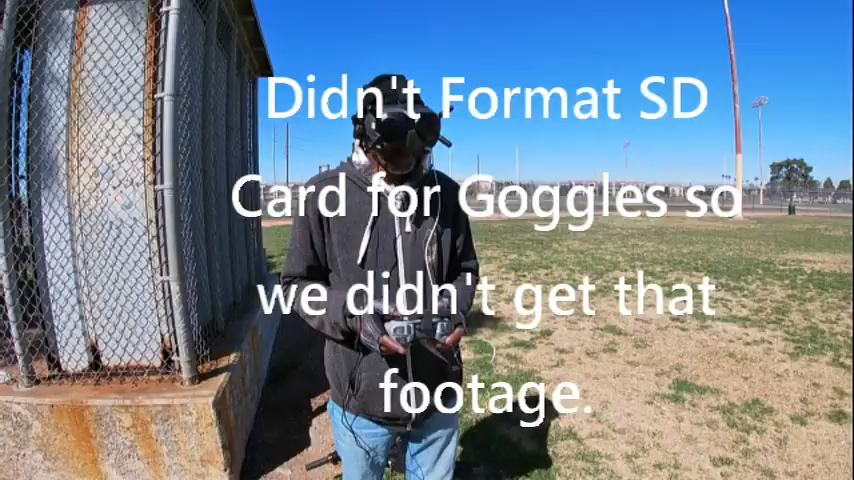 Didn't Format SD
Card for Goggles so
we didn't get that
footage.